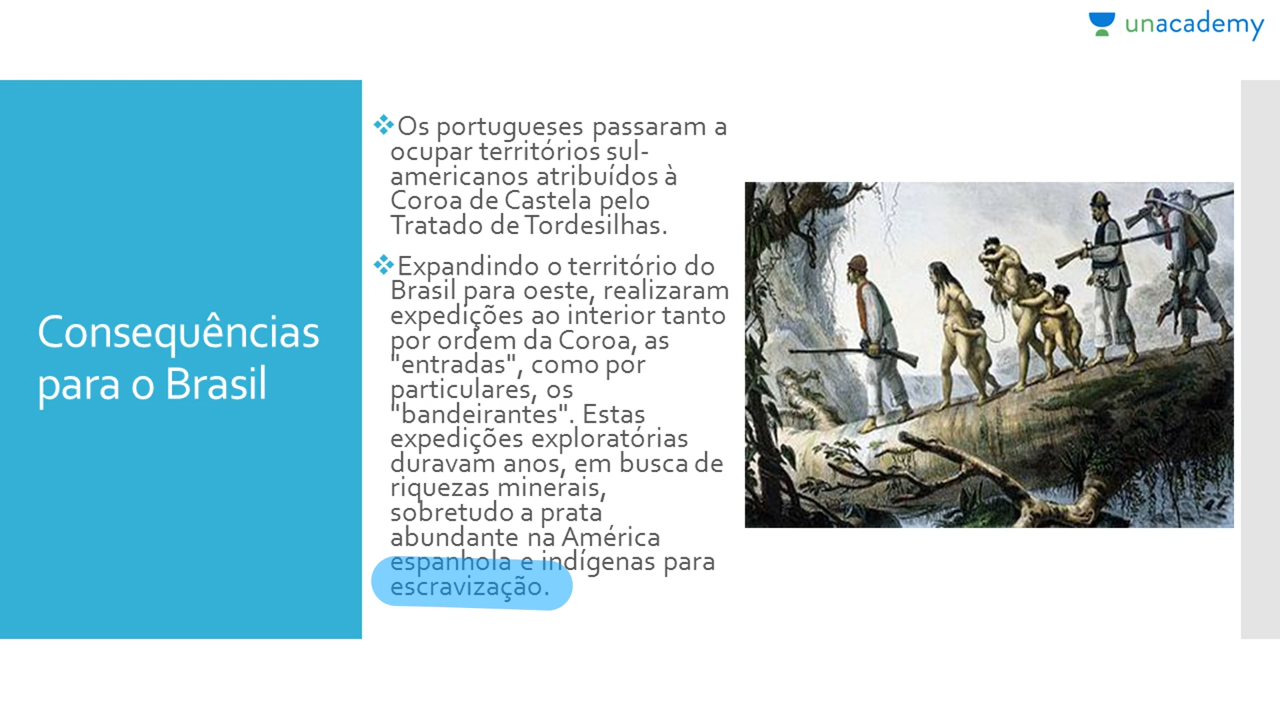 unacademy
Consequências
para o Brasil
Os portugueses passaram a
ocupar territórios sul-
americanos atribuídos à
Coroa de Castela pelo
Tratado de Tordesilhas.
Expandindo o território do
Brasil para oeste, realizaram
expedições ao interior tanto
por ordem da Coroa, as
"entradas", como por
particulares, os
"bandeirantes". Estas
expedições exploratórias
duravam anos, em busca de
riquezas minerais,
sobretudo a prata
abundante na América
espanhola e indígenas para
escravização.